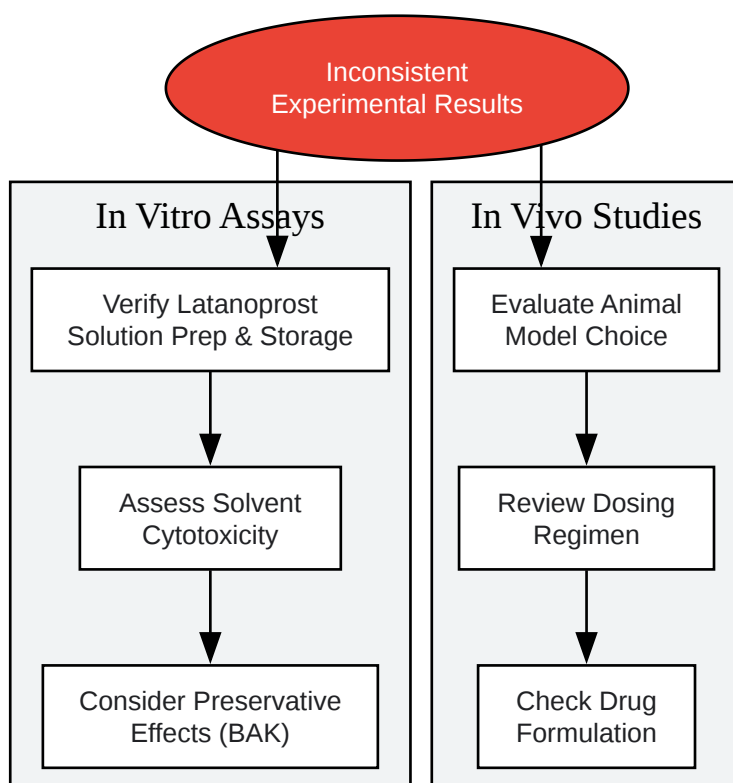 Inconsistent
Experimental Results
In Vitro Assays
Verify Latanoprost
Solution Prep & Storage
Assess Solvent
Cytotoxicity
Consider Preservative
Effects (BAK)
In Vivo Studies
Evaluate Animal
Model Choice
Review Dosing
Regimen
Check Drug
Formulation